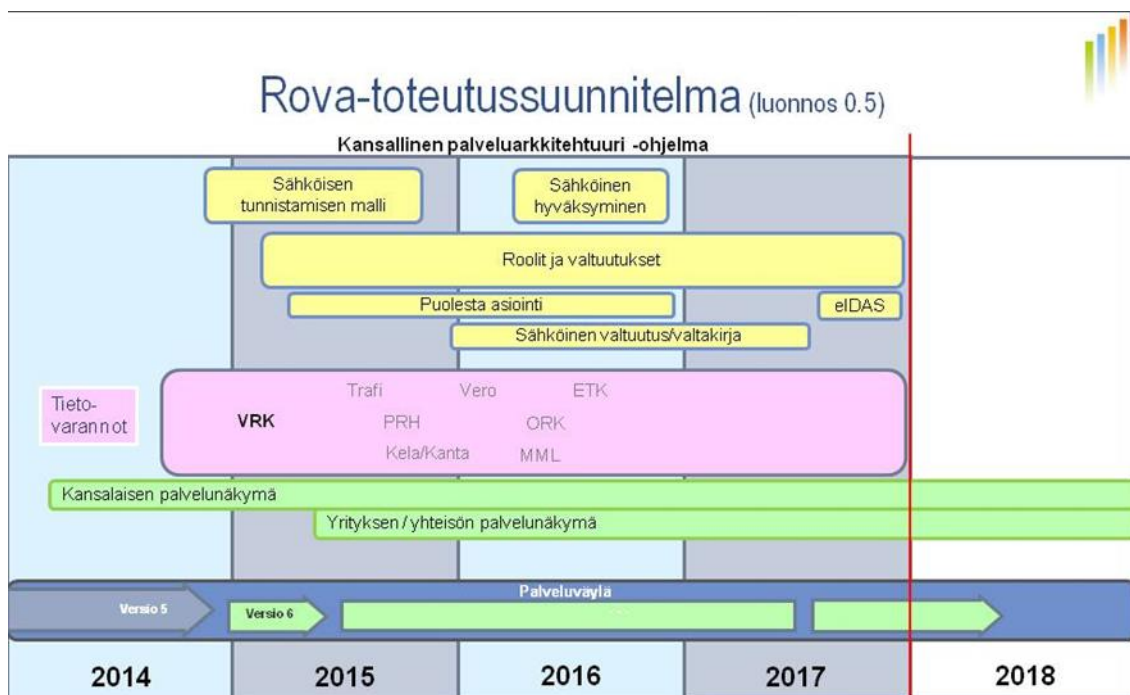 Rova-toteutussuunnitelma (luonnos 0.5)
Kansallinen palveluarkkitehtuuri -ohjelma
Sähköisen
tunnistamisen malli
Sähköinen
hyväksyminen
Roolit ja valtuutukset
Puolesta asiointi
eIDAS
Sähköinen valtuutus/valtakirja
Tieto-
varannot
Trafi
Vero
ETK
VRK
PRH
ORK
Kela/Kanta
MML
Kansalaisen palvelunäkymä
Yrityksen / yhteisön palvelunäkymä
Palveluväylä
Versio 5
Versio 6
2014
2015
2016
2017
2018